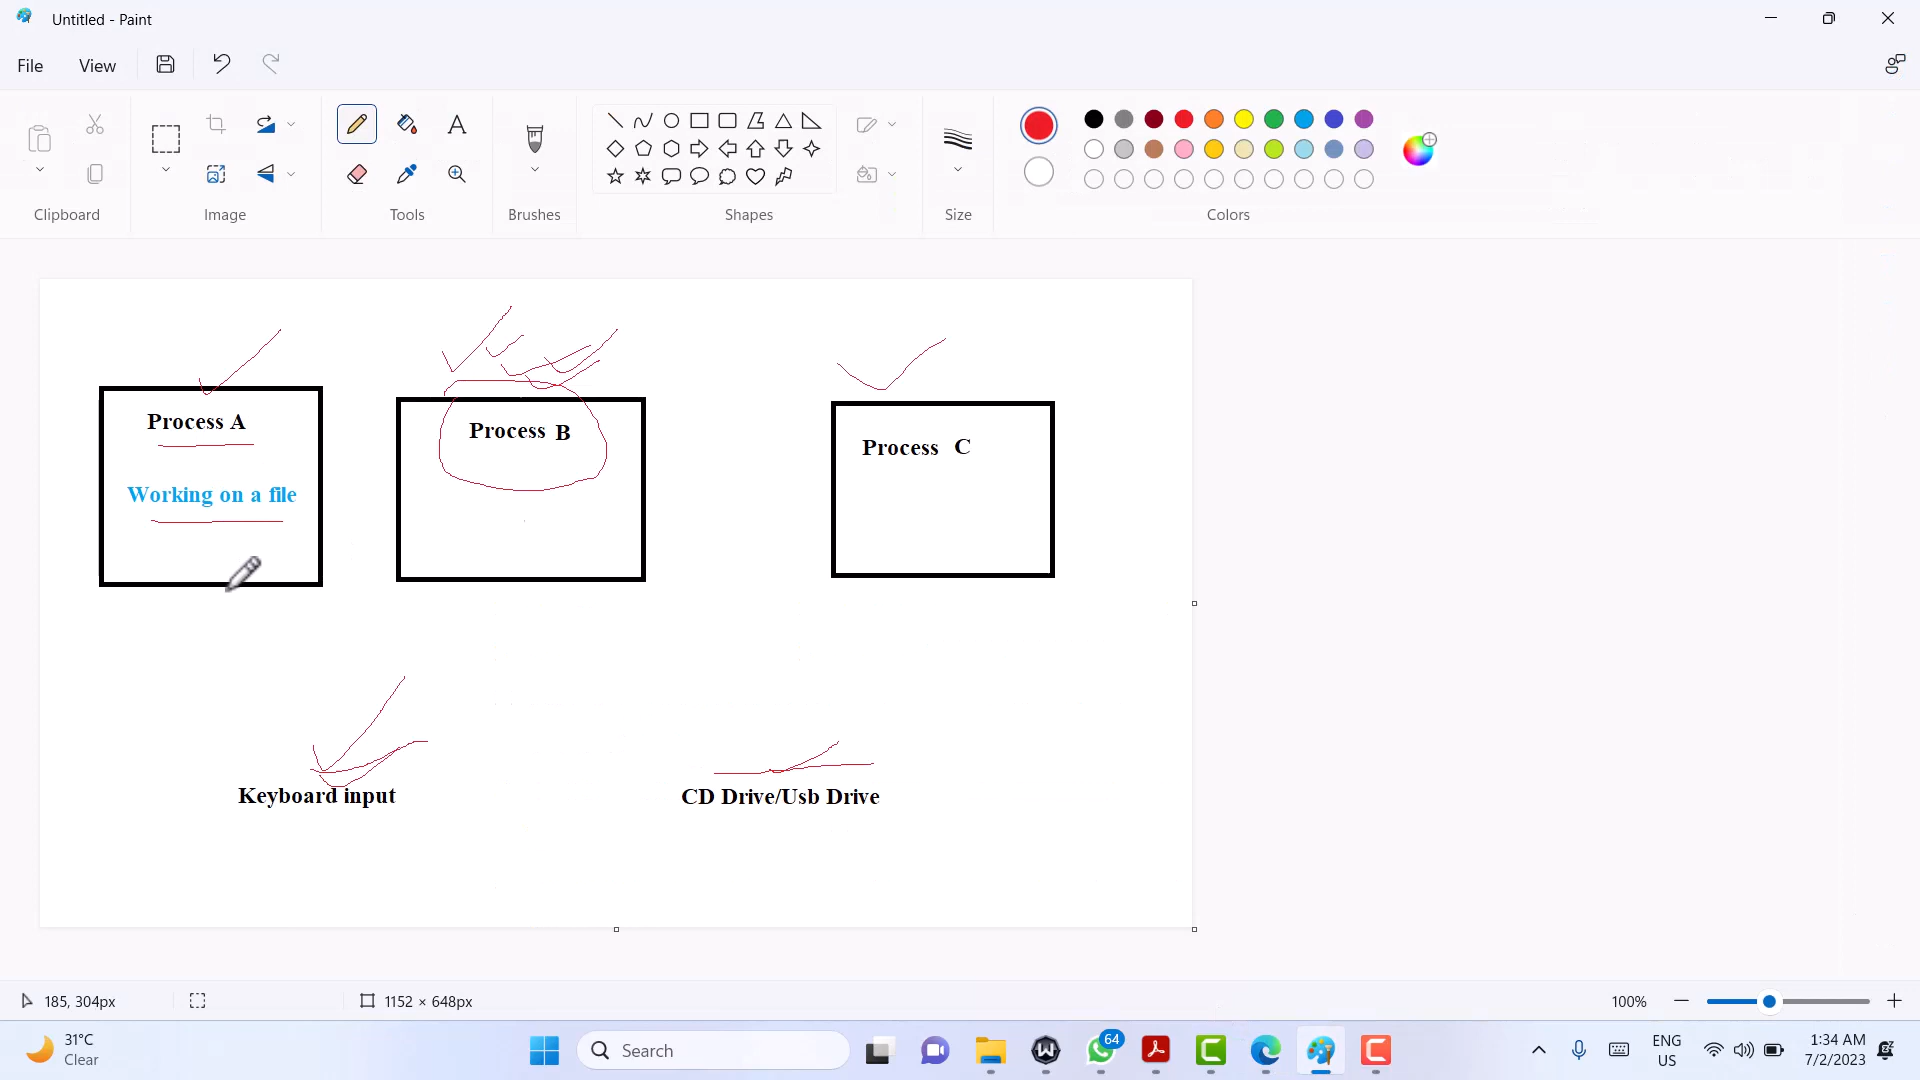 Untitled - Paint
File View
Clipboard Image Tools Brushes Shapes Size Colors
Process A
Process B
Process C
Working on a file
Keyboard input
CD Drive/Usb Drive
185, 304px
1152 × 648px
100%
31°C
Clear
Search
64
ENG
US
1:34 AM
7/2/2023